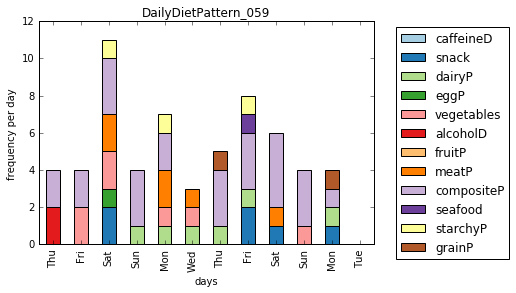 DailyDietPattern_059
12
10
8
6
4
2
0
frequency per day
Thu Fri Sat Sun Mon Wed Thu Fri Sat Sun Mon Tue
days
caffeineD
snack
dairyP
eggP
vegetables
alcoholD
fruitP
meatP
compositeP
seafood
starchyP
grainP